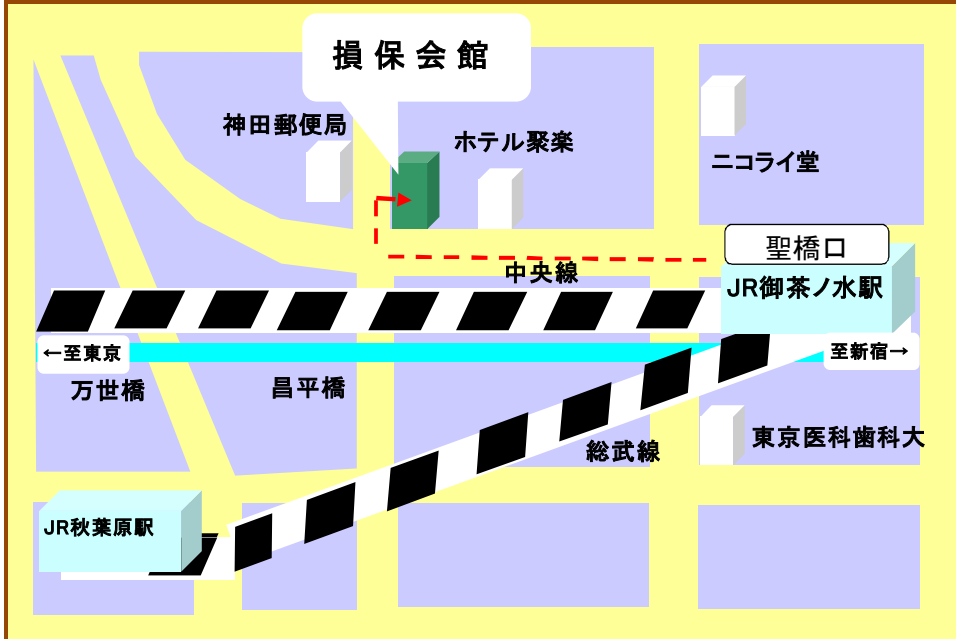 損保会館
神田郵便局
ホテル聚楽
ニコライ堂
聖橋口
中央線
JR御茶ノ水駅
←至東京
至新宿→
万世橋
昌平橋
総武線
東京医科歯科大
JR秋葉原駅